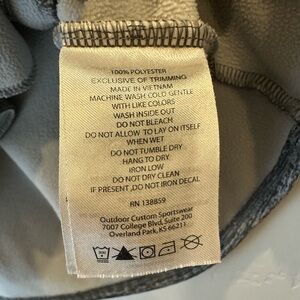 100% POLYESTER
EXCLUSIVE OF TRIMMING
MADE IN VIETNAM
MACHINE WASH COLD GENTLE
WITH LIKE COLORS
WASH INSIDE OUT
DO NOT BLEACH
DO NOT ALLOW TO LAY ON ITSELF
WHEN WET
DO NOT TUMBLE DRY
HANG TO DRY
IRON LOW
DO NOT DRY CLEAN
IF PRESENT ,DO NOT IRON DECAL
RN 138859
Outdoor Custom Sportswear
7007 College Blvd, Suite 200
Overland Park, KS 66211